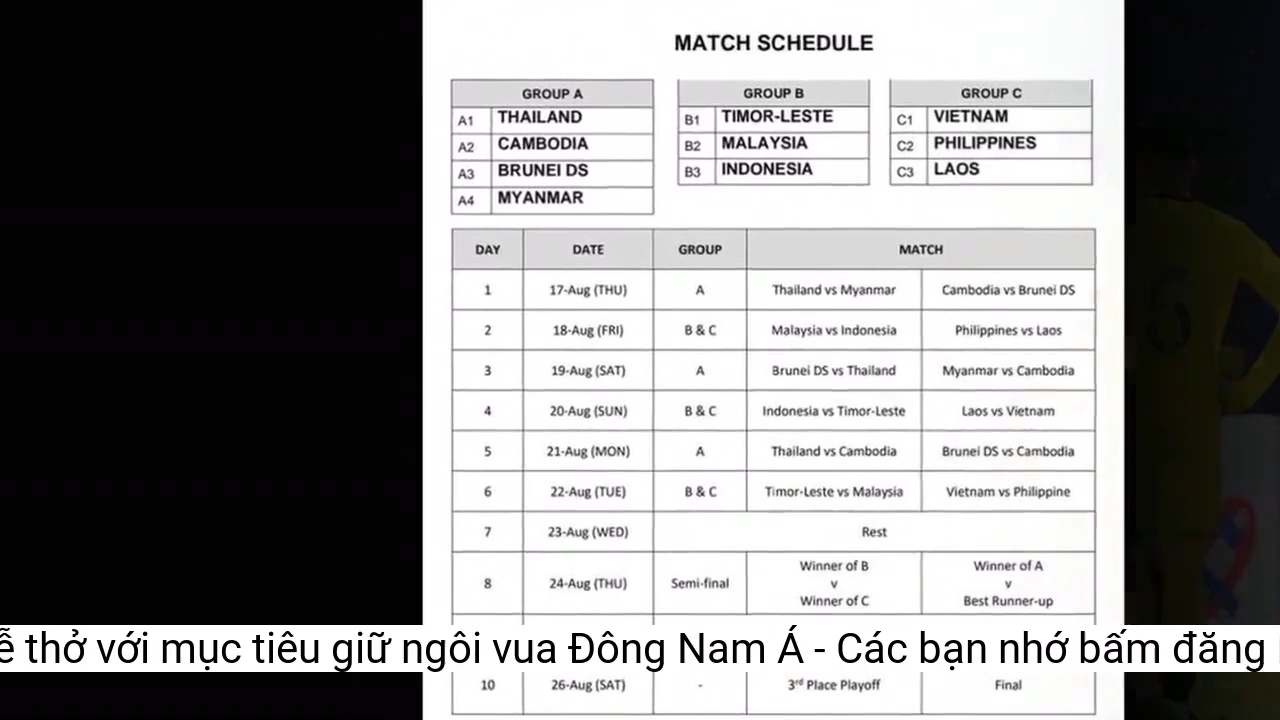 MATCH SCHEDULE
GROUP A
A1 THAILAND
A2 CAMBODIA
A3 BRUNEI DS
A4 MYANMAR
GROUP B
B1 TIMOR-LESTE
B2 MALAYSIA
B3 INDONESIA
GROUP C
C1 VIETNAM
C2 PHILIPPINES
C3 LAOS
DAY DATE GROUP MATCH
1 17-Aug (THU) A Thailand vs Myanmar Cambodia vs Brunei DS
2 18-Aug (FRI) B & C Malaysia vs Indonesia Philippines vs Laos
3 19-Aug (SAT) A Brunei DS vs Thailand Myanmar vs Cambodia
4 20-Aug (SUN) B & C Indonesia vs Timor-Leste Laos vs Vietnam
5 21-Aug (MON) A Thailand vs Cambodia Brunei DS vs Cambodia
6 22-Aug (TUE) B & C Timor-Leste vs Malaysia Vietnam vs Philippine
7 23-Aug (WED) Rest
8 24-Aug (THU) Semi-final Winner of B v Winner of C Winner of A v Best Runner-up
thở với mục tiêu giữ ngôi vua Đông Nam Á - Các bạn nhớ bấm đăng
10 26-Aug (SAT) - 3rd Place Playoff Final